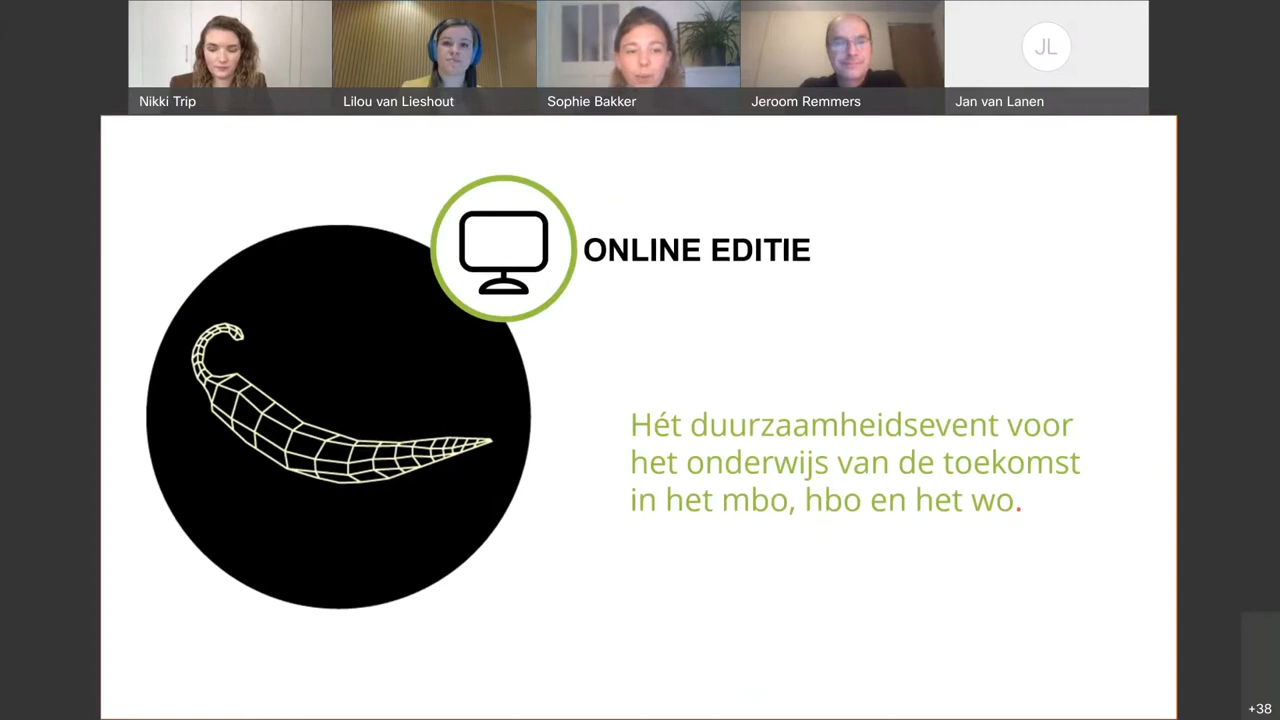 Nikki Trip
Lilou van Lieshout
Sophie Bakker
Jeroom Remmers
JL
Jan van Lanen
ONLINE EDITIE
Hét duurzaamheidsevent voor
het onderwijs van de toekomst
in het mbo, hbo en het wo.
+38